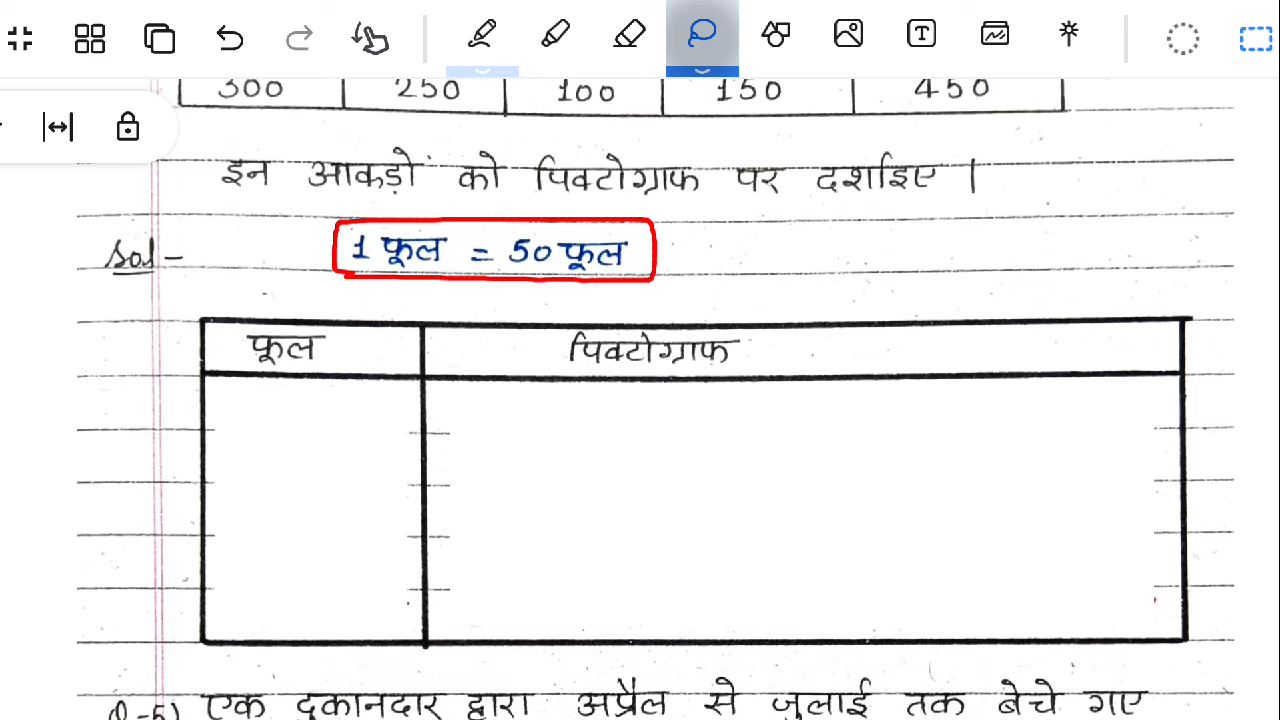 300 250 100 150 450
इन आकड़ों को पिक्टोग्राफ पर दर्शाइए |
Sol - 1 फूल = 50 फूल
फूल पिक्टोग्राफ
Q-5) एक दुकानदार द्वारा अप्रैल से जुलाई तक बेचे गए